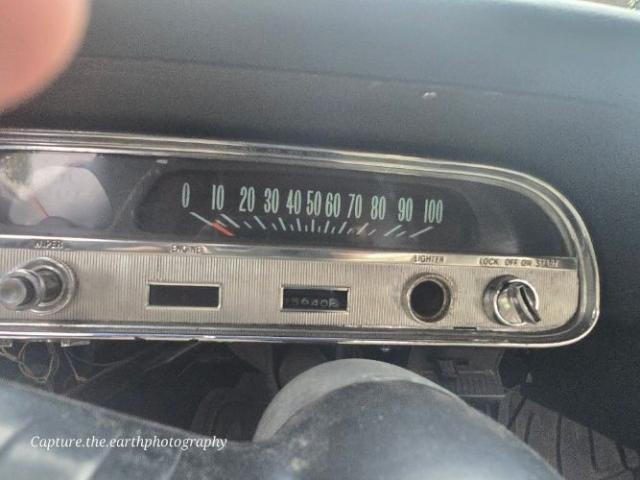 0 10 20 30 40 50 60 70 80 90 100
WIPER ENGINE LIGHTER LOCK OFF ON START
Capture.the.earthphotography